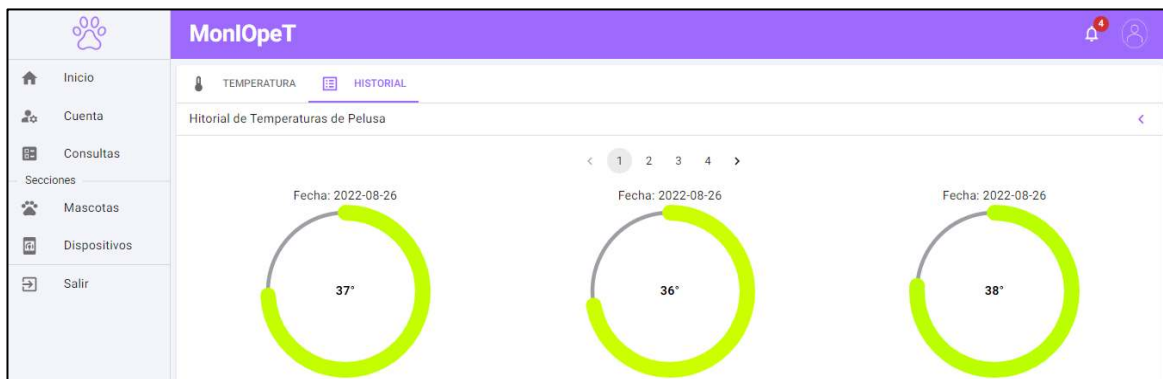 MonIOpeT
4
Inicio
Cuenta
Consultas
Secciones
Mascotas
Dispositivos
Salir
TEMPERATURA HISTORIAL
Hitorial de Temperaturas de Pelusa
1 2 3 4
Fecha: 2022-08-26 Fecha: 2022-08-26 Fecha: 2022-08-26
37° 36° 38°